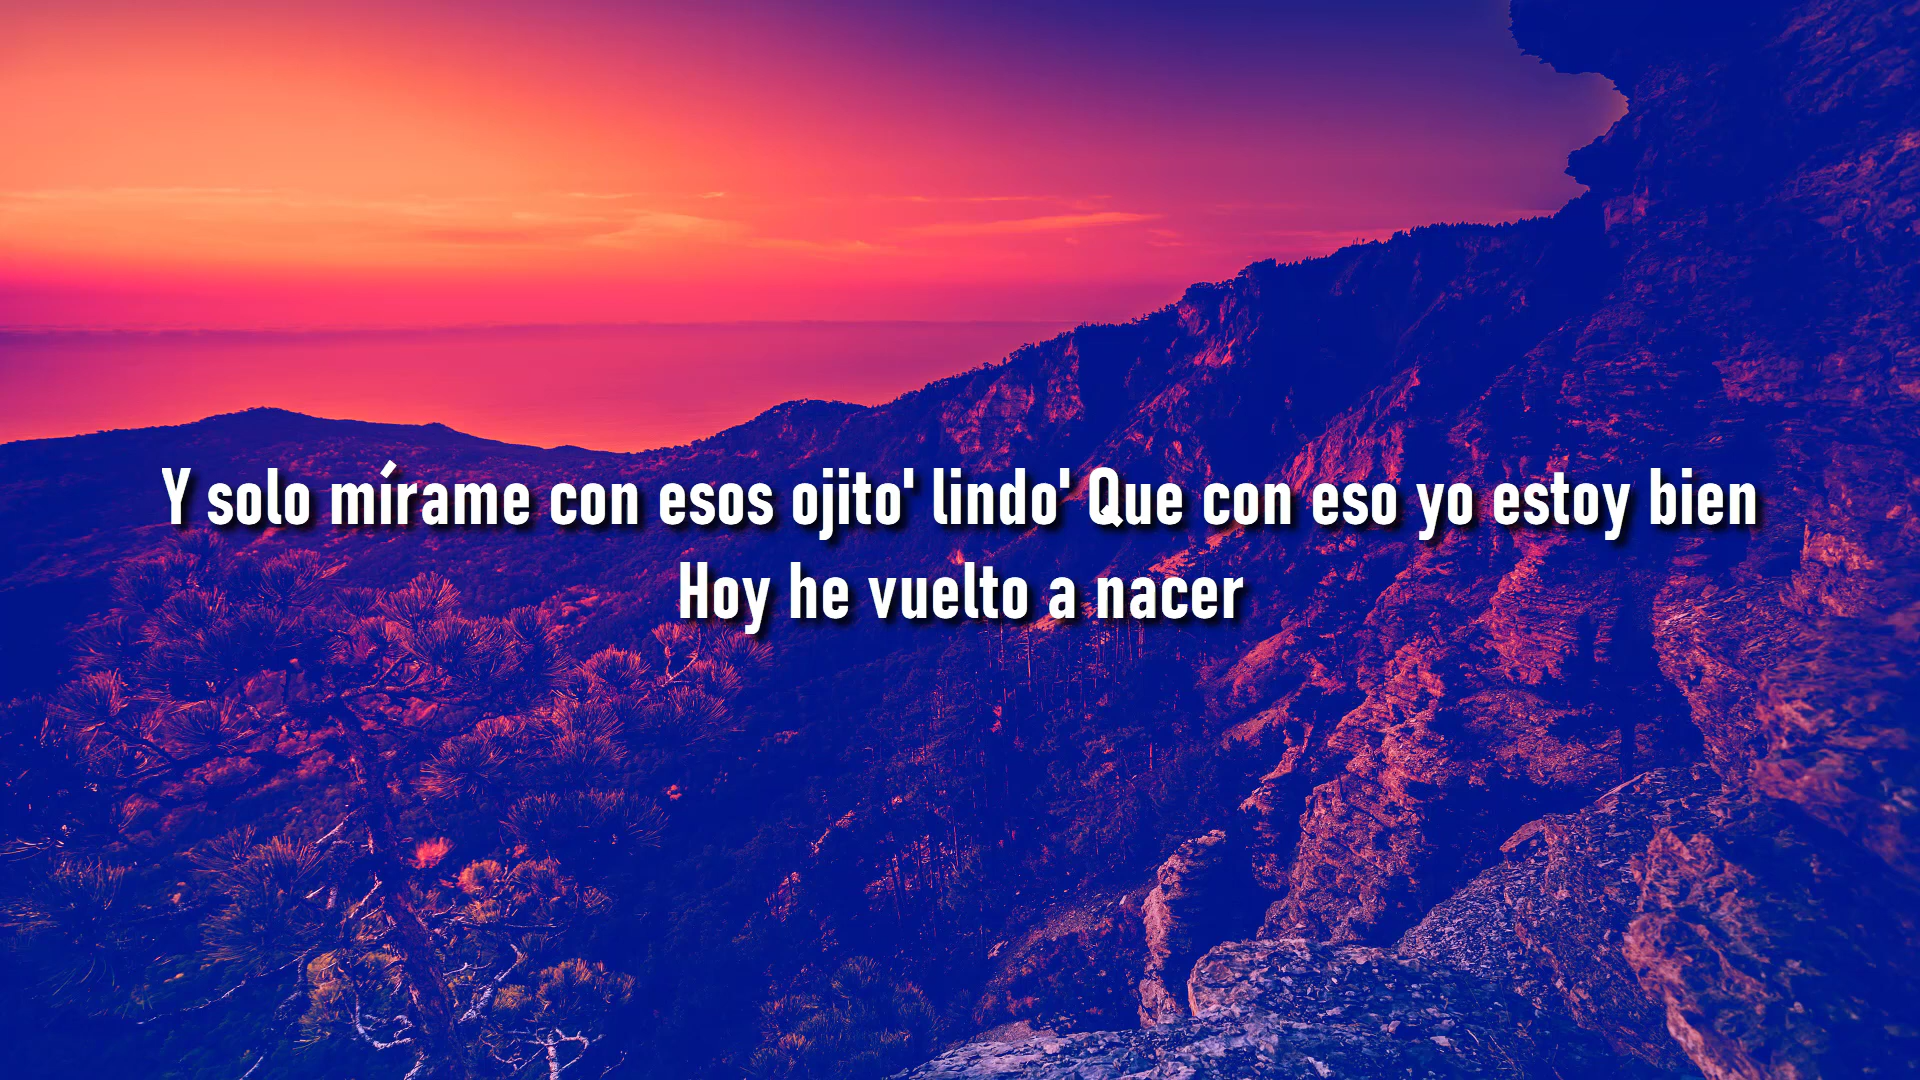 Y solo mírame con esos ojito' lindo' Que con eso yo estoy bien
Hoy he vuelto a nacer